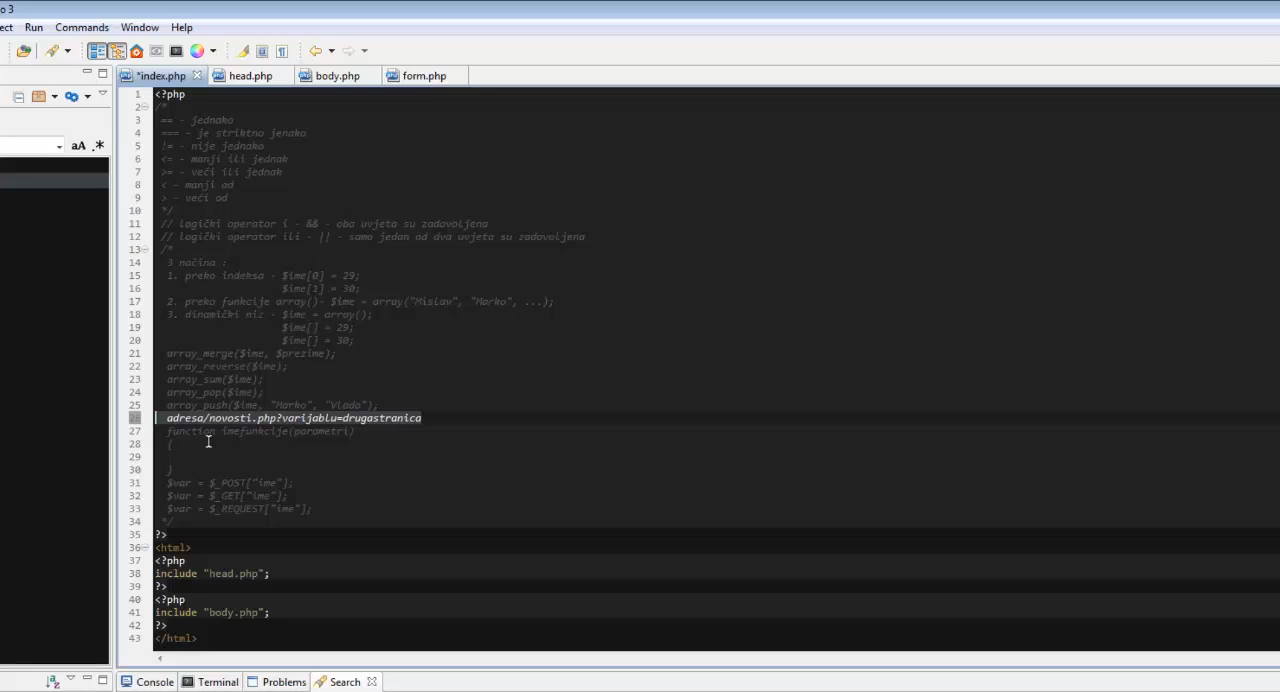 o 3
ect Run Commands Window Help
*index.php head.php body.php form.php
aA .*
1 <?php
2 /*
3 == - jednako
4 === - je striktno jenako
5 != - nije jednako
6 <= - manji ili jednak
7 >= - veći ili jednak
8 < - manji od
9 > - veći od
10 */
11 // logički operator i - && - oba uvjeta su zadovoljena
12 // logički operator ili - || - samo jedan od dva uvjeta su zadovoljena
13 /*
14 3 načina :
15 1. preko indeksa - $ime[0] = 29;
16 $ime[1] = 30;
17 2. preko funkcije array()- $ime = array("Mislav", "Marko", ...);
18 3. dinamički niz - $ime = array();
19 $ime[] = 29;
20 $ime[] = 30;
21 array_merge($ime, $prezime);
22 array_reverse($ime);
23 array_sum($ime);
24 array_pop($ime);
25 array_push($ime, "Marko", "Vlado");
26 adresa/novosti.php?varijablu=drugastranica
27 function imefunkcije(parametri)
28 {
29
30 }
31 $var = $_POST["ime"];
32 $var = $_GET["ime"];
33 $var = $_REQUEST["ime"];
34 */
35 ?>
36 <html>
37 <?php
38 include "head.php";
39 ?>
40 <?php
41 include "body.php";
42 ?>
43 </html>
Console Terminal Problems Search